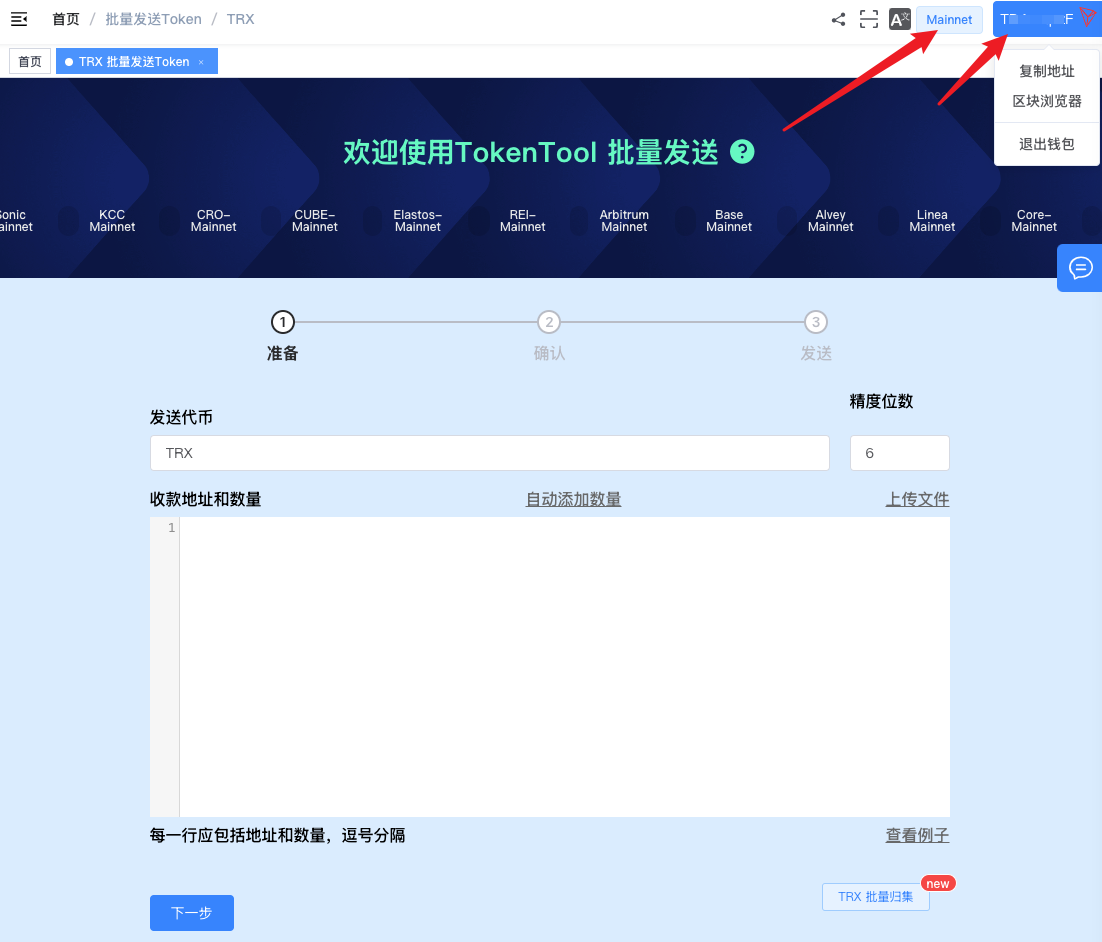 首页 / 批量发送Token / TRX
Mainnet
首页
TRX 批量发送Token ×
复制地址
区块浏览器
退出钱包
欢迎使用TokenTool 批量发送 ?
Mainnet
KCC
Mainnet
CRO-
Mainnet
CUBE-
Mainnet
Elastos-
Mainnet
REI-
Mainnet
Arbitrum
Mainnet
Base
Mainnet
Alvey
Mainnet
Linea
Mainnet
Core-
Mainnet
1
准备
2
确认
3
发送
发送代币
精度位数
TRX
6
收款地址和数量
自动添加数量
上传文件
1
每一行应包括地址和数量，逗号分隔
查看例子
下一步
TRX 批量归集
new